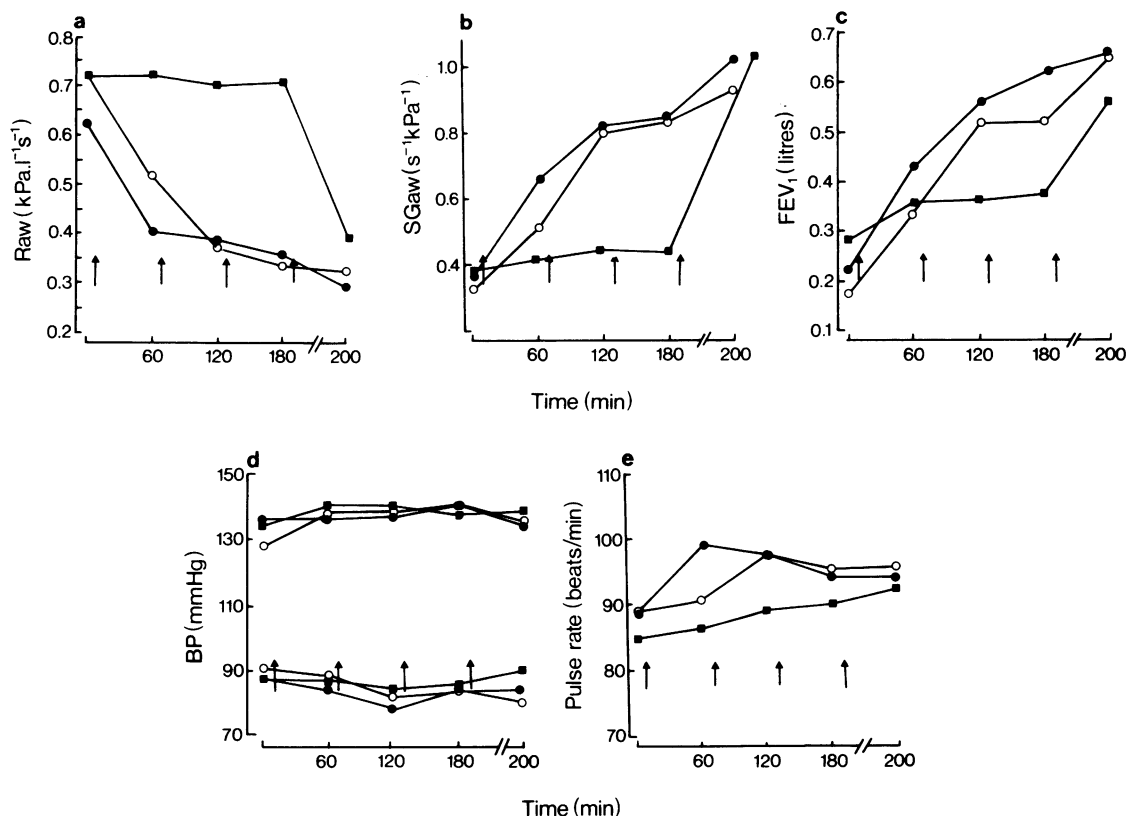 a
Raw (kPa.l⁻¹s¹)
0.8
0.7
0.6
0.5
0.4
0.3
0.2
60 120 180 200
b
SGaw (s⁻¹kPa⁻¹)
1.0
0.8
0.6
0.4
60 120 180 200
c
FEV₁ (litres)
0.7
0.6
0.5
0.4
0.3
0.2
0.1
60 120 180 200
Time (min)
d
BP (mmHg)
150
130
110
90
70
60 120 180 200
e
Pulse rate (beats/min)
110
100
90
80
70
60 120 180 200
Time (min)